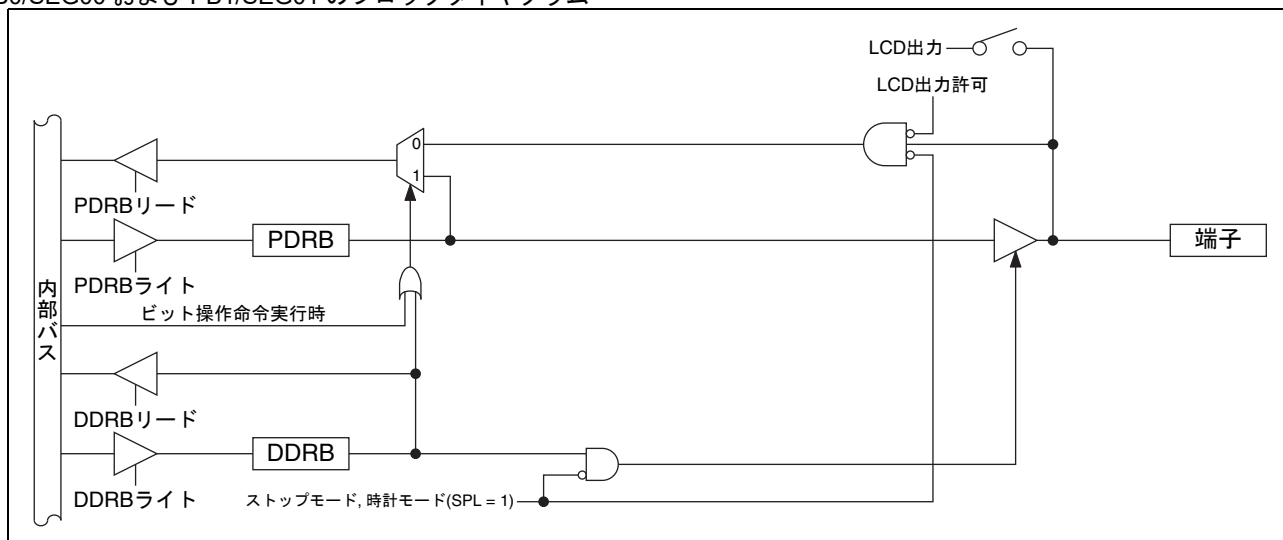 LCD出力
LCD出力許可
0
1
PDRBリード
PDRB
端子
PDRBライト
内部バス
ビット操作命令実行時
DDRBリード
DDRB
DDRBライト
ストップモード, 時計モード(SPL = 1)